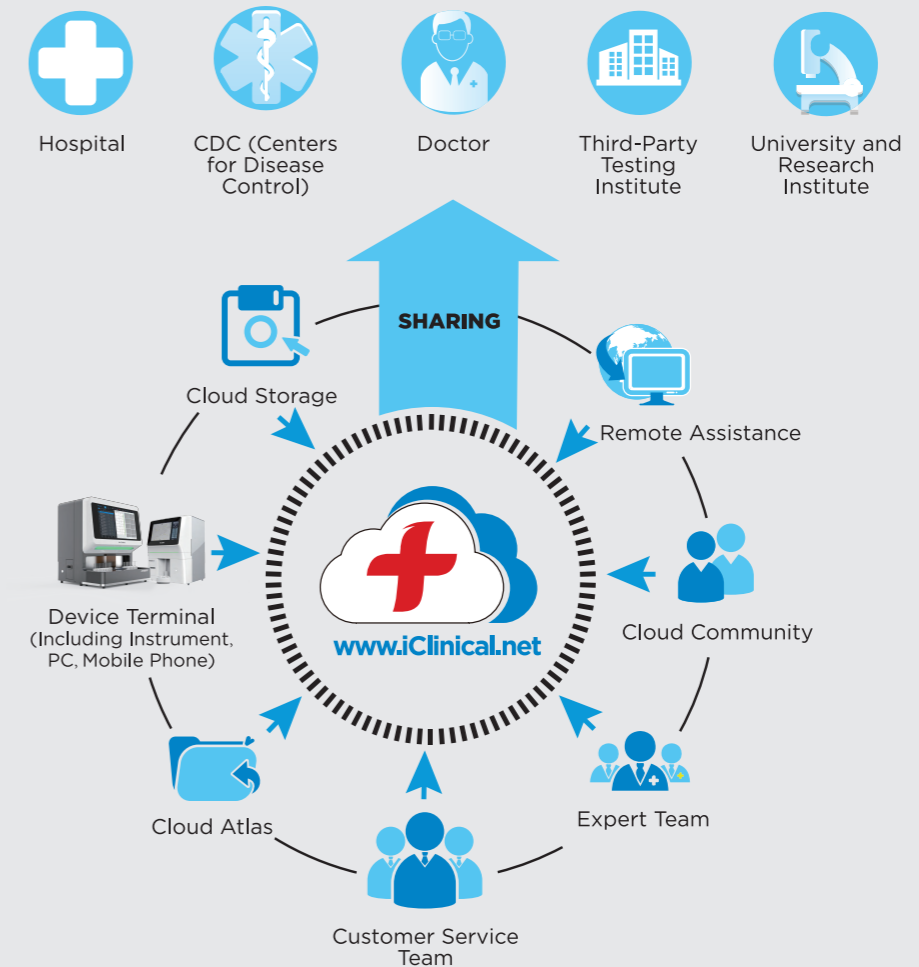 Hospital
CDC (Centers
for Disease
Control)
Doctor
Third-Party
Testing
Institute
University and
Research
Institute
SHARING
Cloud Storage
Remote Assistance
Device Terminal
(Including Instrument,
PC, Mobile Phone)
www.iClinical.net
Cloud Community
Cloud Atlas
Expert Team
Customer Service
Team